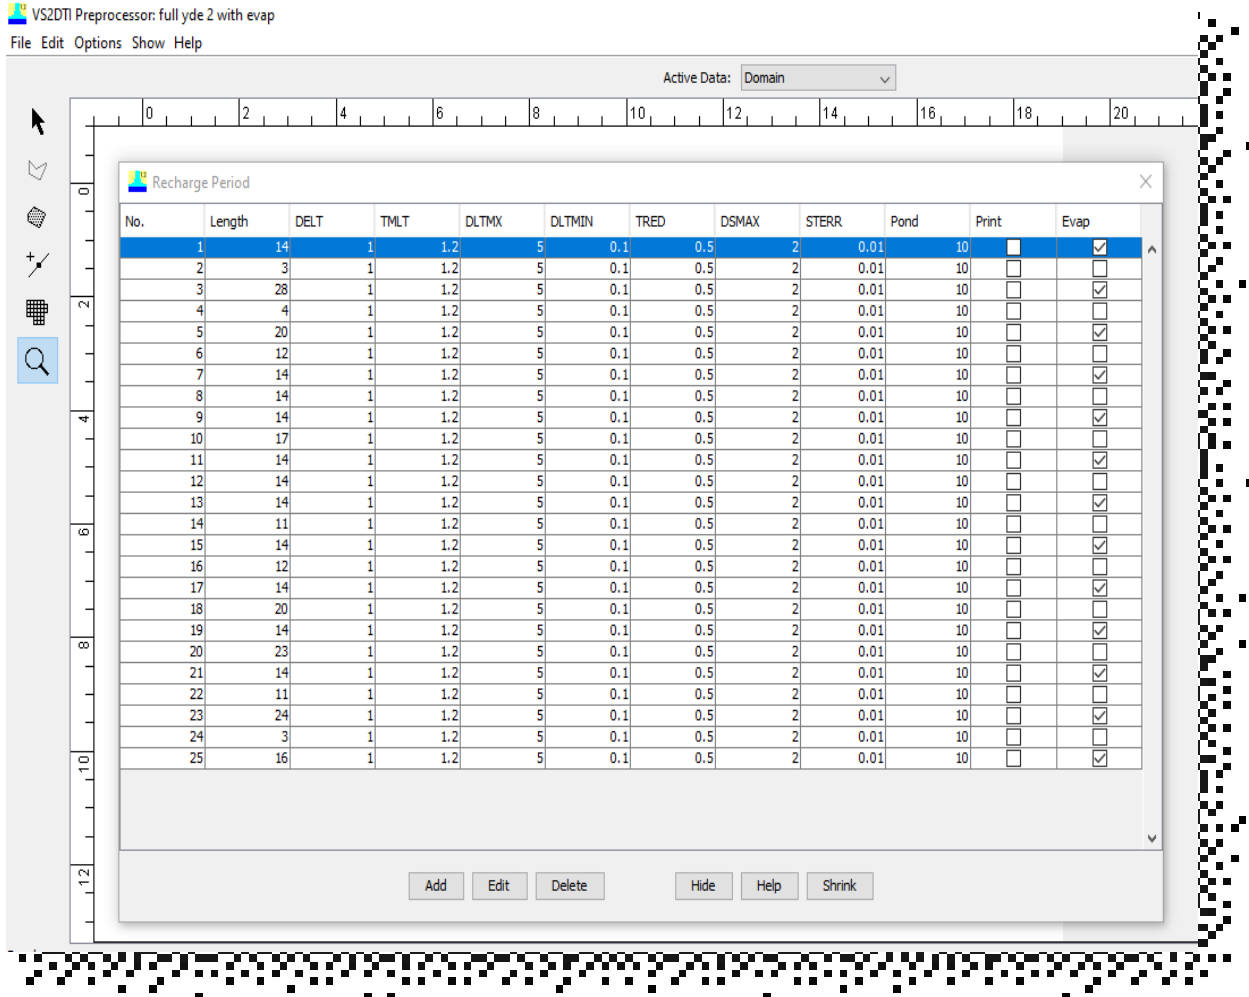 VS2DTI Preprocessor: full yde 2 with evap
File Edit Options Show Help
Active Data: Domain
0 2 4 6 8 10 12 14 16 18 20
0
2
4
6
8
10
12
Recharge Period
No. Length DELT TMLT DLTMX DLTMIN TRED DSMAX STERR Pond Print Evap
1 14 1 1.2 5 0.1 0.5 2 0.01 10
2 3 1 1.2 5 0.1 0.5 2 0.01 10
3 28 1 1.2 5 0.1 0.5 2 0.01 10
4 4 1 1.2 5 0.1 0.5 2 0.01 10
5 20 1 1.2 5 0.1 0.5 2 0.01 10
6 12 1 1.2 5 0.1 0.5 2 0.01 10
7 14 1 1.2 5 0.1 0.5 2 0.01 10
8 14 1 1.2 5 0.1 0.5 2 0.01 10
9 14 1 1.2 5 0.1 0.5 2 0.01 10
10 17 1 1.2 5 0.1 0.5 2 0.01 10
11 14 1 1.2 5 0.1 0.5 2 0.01 10
12 14 1 1.2 5 0.1 0.5 2 0.01 10
13 14 1 1.2 5 0.1 0.5 2 0.01 10
14 11 1 1.2 5 0.1 0.5 2 0.01 10
15 14 1 1.2 5 0.1 0.5 2 0.01 10
16 12 1 1.2 5 0.1 0.5 2 0.01 10
17 14 1 1.2 5 0.1 0.5 2 0.01 10
18 20 1 1.2 5 0.1 0.5 2 0.01 10
19 14 1 1.2 5 0.1 0.5 2 0.01 10
20 23 1 1.2 5 0.1 0.5 2 0.01 10
21 14 1 1.2 5 0.1 0.5 2 0.01 10
22 11 1 1.2 5 0.1 0.5 2 0.01 10
23 24 1 1.2 5 0.1 0.5 2 0.01 10
24 3 1 1.2 5 0.1 0.5 2 0.01 10
25 16 1 1.2 5 0.1 0.5 2 0.01 10
Add Edit Delete Hide Help Shrink